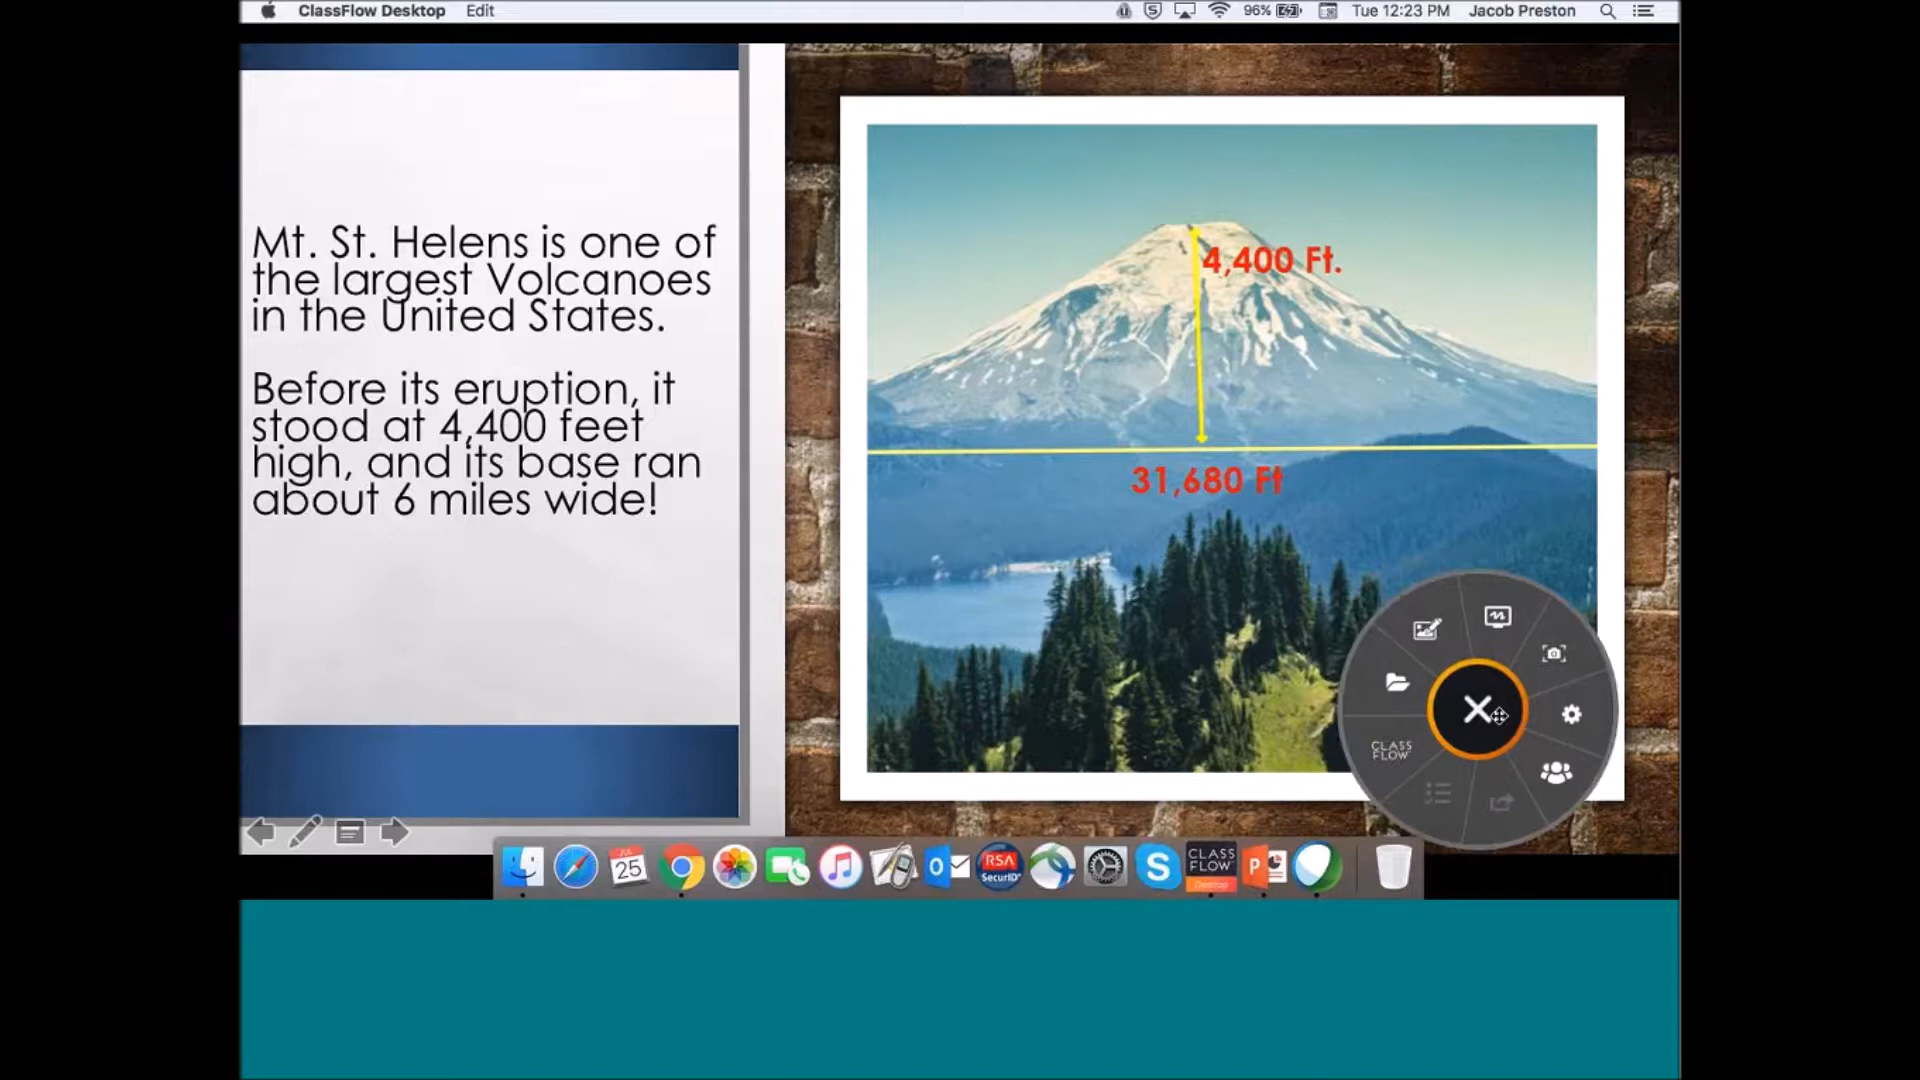 ClassFlow Desktop Edit
96% Tue 12:23 PM Jacob Preston
Mt. St. Helens is one of
the largest Volcanoes
in the United States.
Before its eruption, it
stood at 4,400 feet
high, and its base ran
about 6 miles wide!
4,400 Ft.
31,680 Ft
CLASS
FLOW
JUL
25
RSA
SecurID
CLASS
FLOW
Desktop